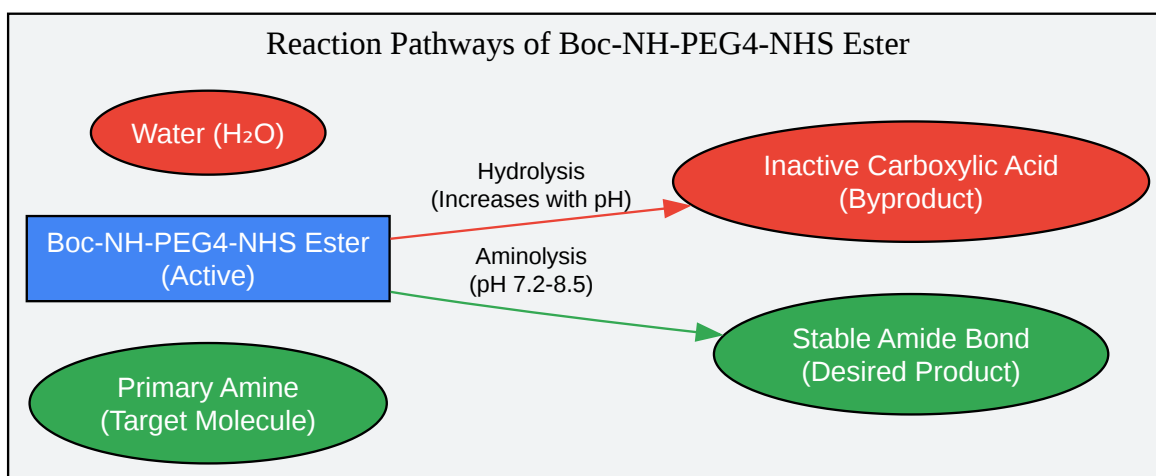 Reaction Pathways of Boc-NH-PEG4-NHS Ester
Water (H₂O)
Hydrolysis
(Increases with pH)
Inactive Carboxylic Acid
(Byproduct)
Boc-NH-PEG4-NHS Ester
(Active)
Aminolysis
(pH 7.2-8.5)
Stable Amide Bond
(Desired Product)
Primary Amine
(Target Molecule)